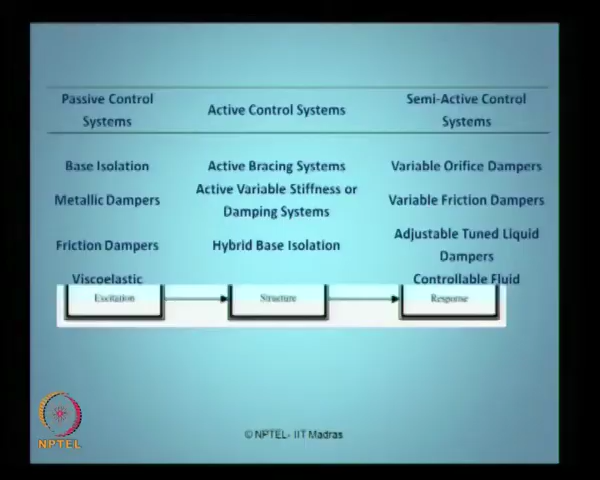 Passive Control Systems
Active Control Systems
Semi-Active Control Systems
Base Isolation
Active Bracing Systems
Variable Orifice Dampers
Metallic Dampers
Active Variable Stiffness or Damping Systems
Variable Friction Dampers
Friction Dampers
Hybrid Base Isolation
Adjustable Tuned Liquid Dampers
Viscoelastic
Controllable Fluid
Excitation
Structure
Response
NPTEL
© NPTEL- IIT Madras